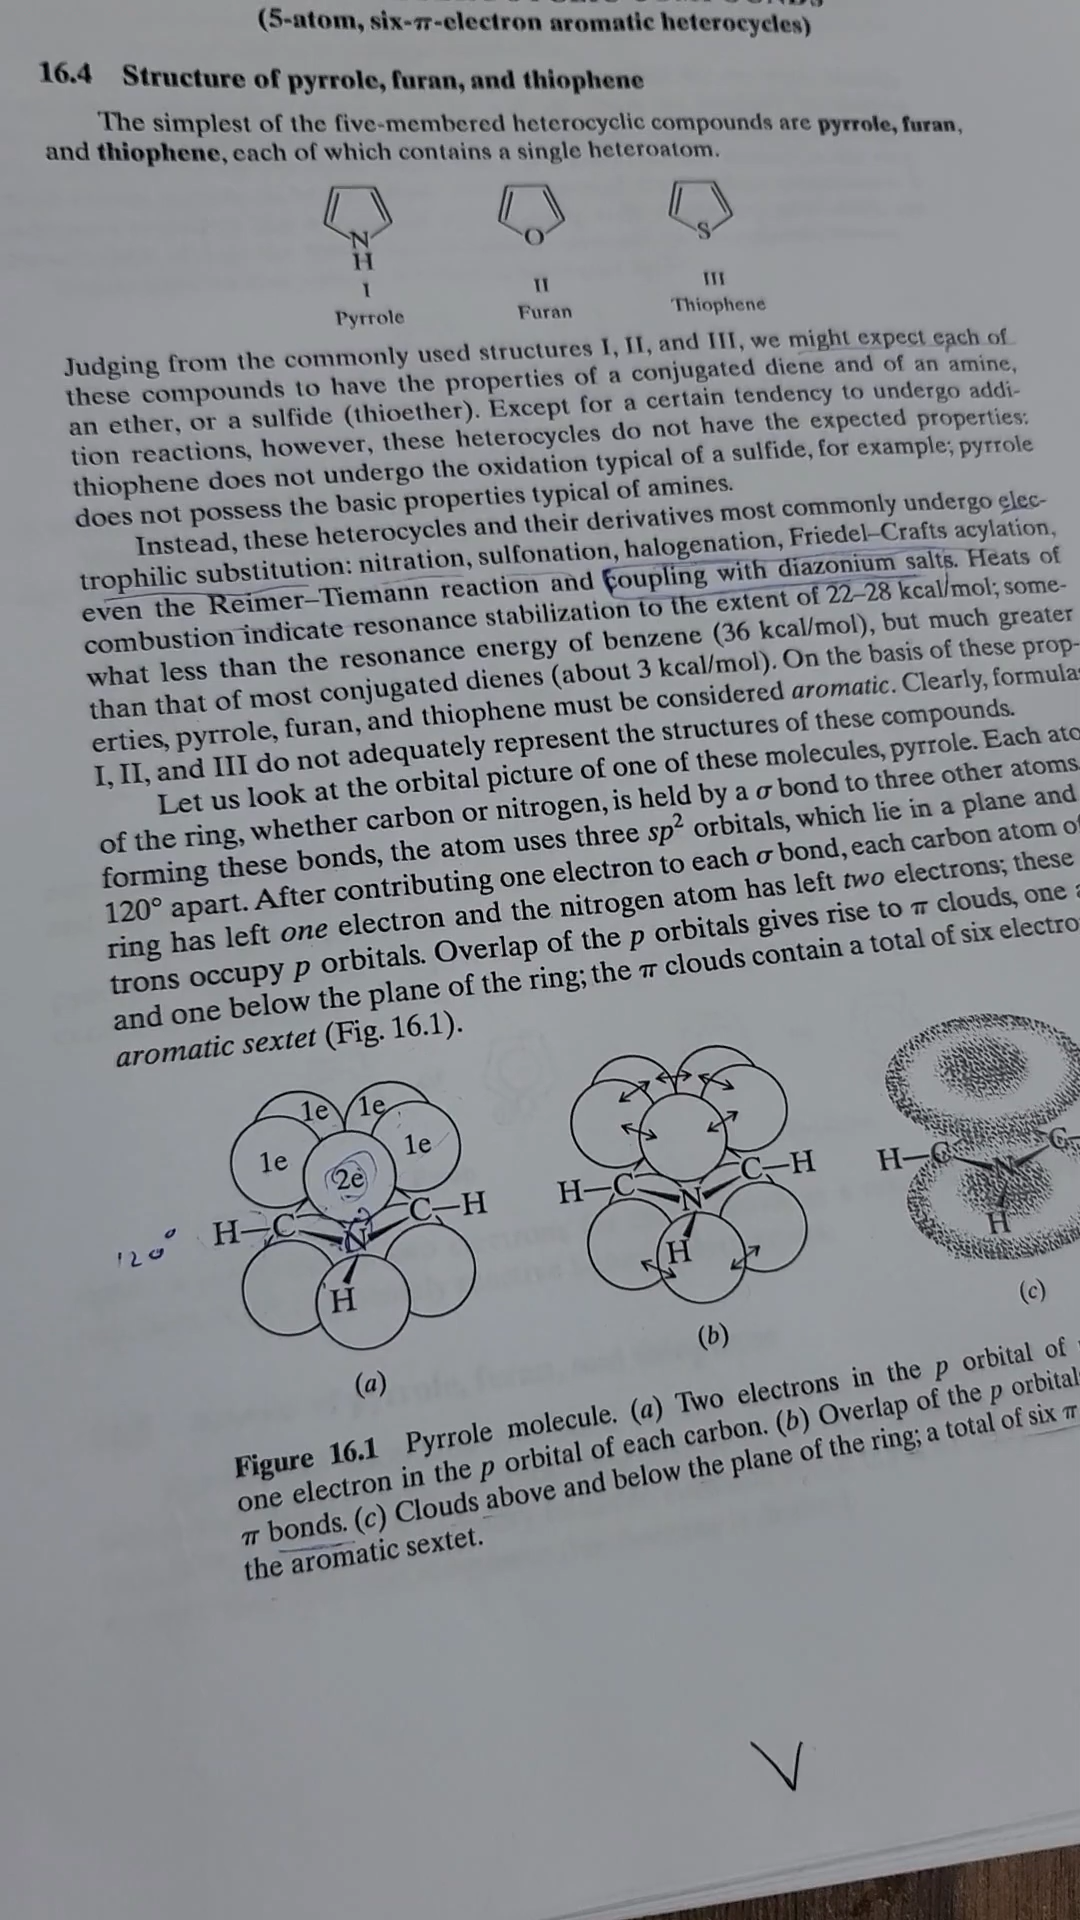 (5-atom, six-π-electron aromatic heterocycles)
16.4 Structure of pyrrole, furan, and thiophene
The simplest of the five-membered heterocyclic compounds are pyrrole, furan,
and thiophene, each of which contains a single heteroatom.
N O S
H
I II III
Pyrrole Furan Thiophene
Judging from the commonly used structures I, II, and III, we might expect each of
these compounds to have the properties of a conjugated diene and of an amine,
an ether, or a sulfide (thioether). Except for a certain tendency to undergo addi-
tion reactions, however, these heterocycles do not have the expected properties:
thiophene does not undergo the oxidation typical of a sulfide, for example; pyrrole
does not possess the basic properties typical of amines.
Instead, these heterocycles and their derivatives most commonly undergo elec-
trophilic substitution: nitration, sulfonation, halogenation, Friedel–Crafts acylation,
even the Reimer–Tiemann reaction and coupling with diazonium salts. Heats of
combustion indicate resonance stabilization to the extent of 22–28 kcal/mol; some-
what less than the resonance energy of benzene (36 kcal/mol), but much greater
than that of most conjugated dienes (about 3 kcal/mol). On the basis of these prop-
erties, pyrrole, furan, and thiophene must be considered aromatic. Clearly, formula
I, II, and III do not adequately represent the structures of these compounds.
Let us look at the orbital picture of one of these molecules, pyrrole. Each ato
of the ring, whether carbon or nitrogen, is held by a σ bond to three other atoms.
forming these bonds, the atom uses three sp² orbitals, which lie in a plane and
120° apart. After contributing one electron to each σ bond, each carbon atom of
ring has left one electron and the nitrogen atom has left two electrons; these
trons occupy p orbitals. Overlap of the p orbitals gives rise to π clouds, one a
and one below the plane of the ring; the π clouds contain a total of six electro
aromatic sextet (Fig. 16.1).
1e 1e
1e 2e 1e
120° H–C N C–H
H
(a)
H–C N C–H
H
(b)
H–C N C–
H
(c)
Figure 16.1 Pyrrole molecule. (a) Two electrons in the p orbital of
one electron in the p orbital of each carbon. (b) Overlap of the p orbital
π bonds. (c) Clouds above and below the plane of the ring; a total of six π
the aromatic sextet.